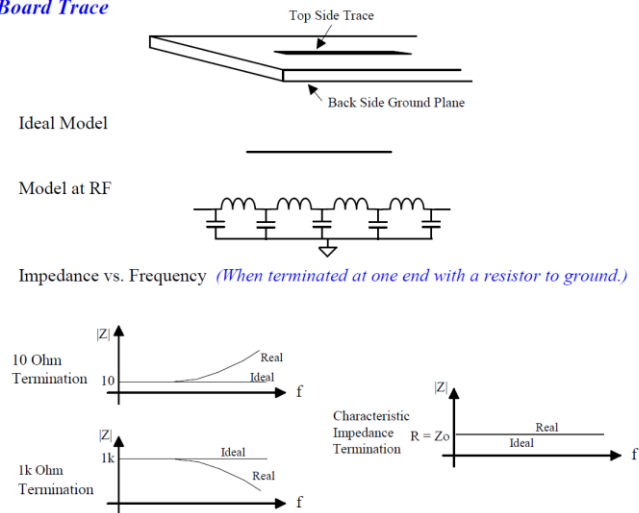 Board Trace
Top Side Trace
Back Side Ground Plane
Ideal Model
Model at RF
Impedance vs. Frequency (When terminated at one end with a resistor to ground.)
|Z|
10 Ohm
Termination
10
Real
Ideal
f
|Z|
1k
1k Ohm
Termination
Ideal
Real
f
|Z|
Characteristic
Impedance
Termination
R = Zo
Real
Ideal
f